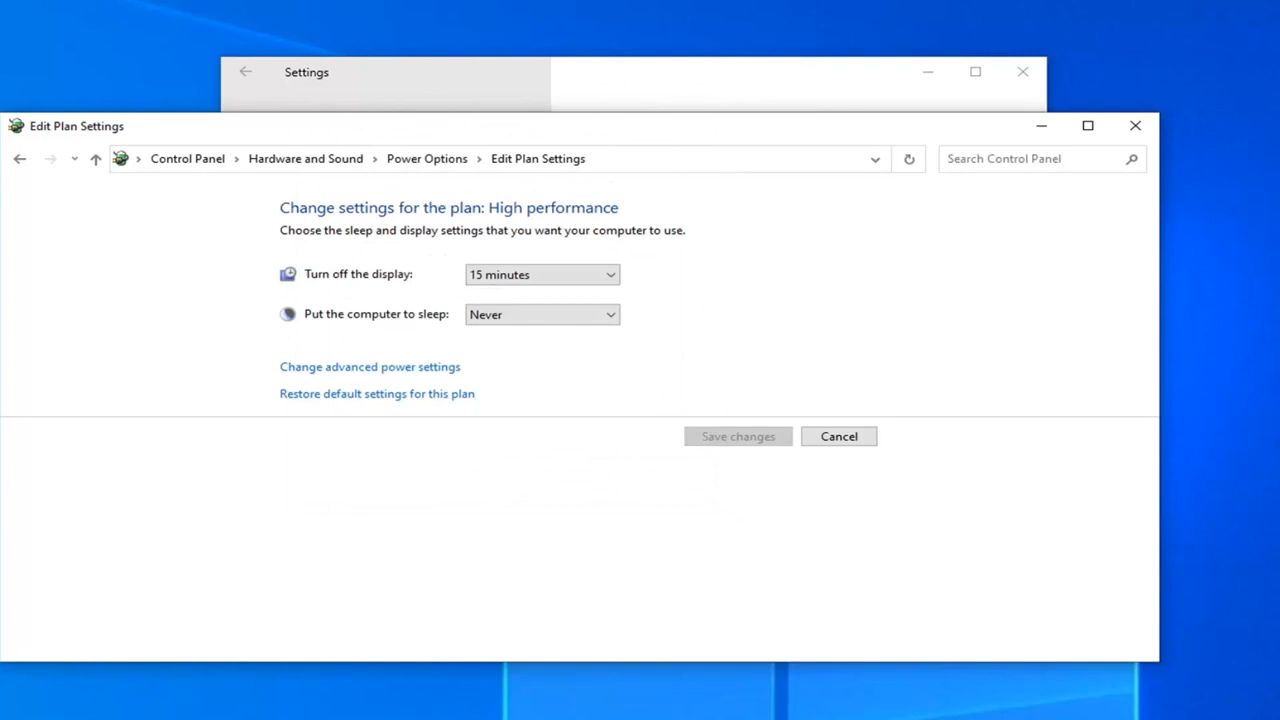 Settings
Edit Plan Settings
Control Panel > Hardware and Sound > Power Options > Edit Plan Settings
Search Control Panel
Change settings for the plan: High performance
Choose the sleep and display settings that you want your computer to use.
Turn off the display: 15 minutes
Put the computer to sleep: Never
Change advanced power settings
Restore default settings for this plan
Save changes Cancel